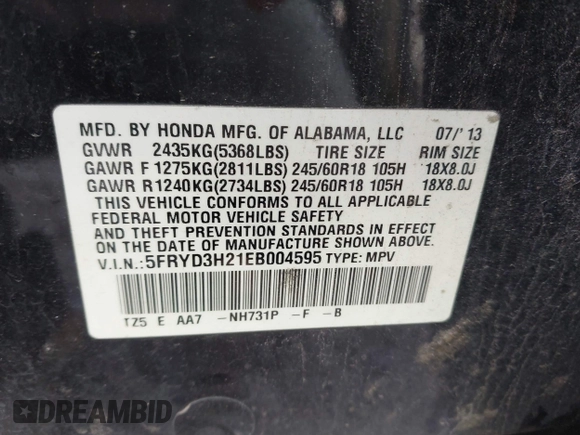 MFD. BY HONDA MFG. OF ALABAMA, LLC 07/'13
GVWR 2435KG(5368LBS) TIRE SIZE RIM SIZE
GAWR F 1275KG(2811LBS) 245/60R18 105H 18X8.0J
GAWR R 1240KG(2734LBS) 245/60R18 105H 18X8.0J
THIS VEHICLE CONFORMS TO ALL APPLICABLE
FEDERAL MOTOR VEHICLE SAFETY
AND THEFT PREVENTION STANDARDS IN EFFECT
ON THE DATE OF MANUFACTURE SHOWN ABOVE.
V.I.N.: 5FRYD3H21EB004595 TYPE: MPV
TZ5 E AA7 -NH731P -F -B
DREAMBID